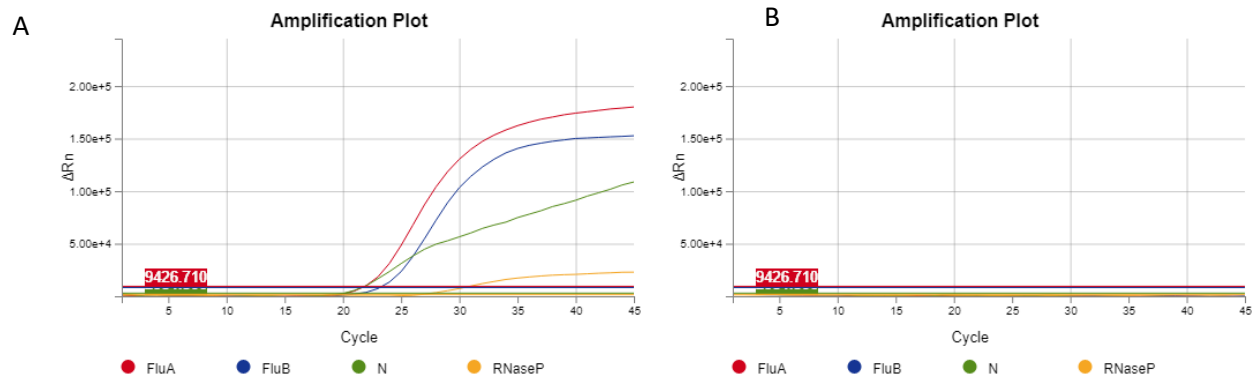 A
Amplification Plot
2.00e+5
1.50e+5
1.00e+5
5.00e+4
ΔRn
9426.710
5 10 15 20 25 30 35 40 45
Cycle
FluA FluB N RNaseP
B
Amplification Plot
2.00e+5
1.50e+5
1.00e+5
5.00e+4
ΔRn
9426.710
5 10 15 20 25 30 35 40 45
Cycle
FluA FluB N RNaseP